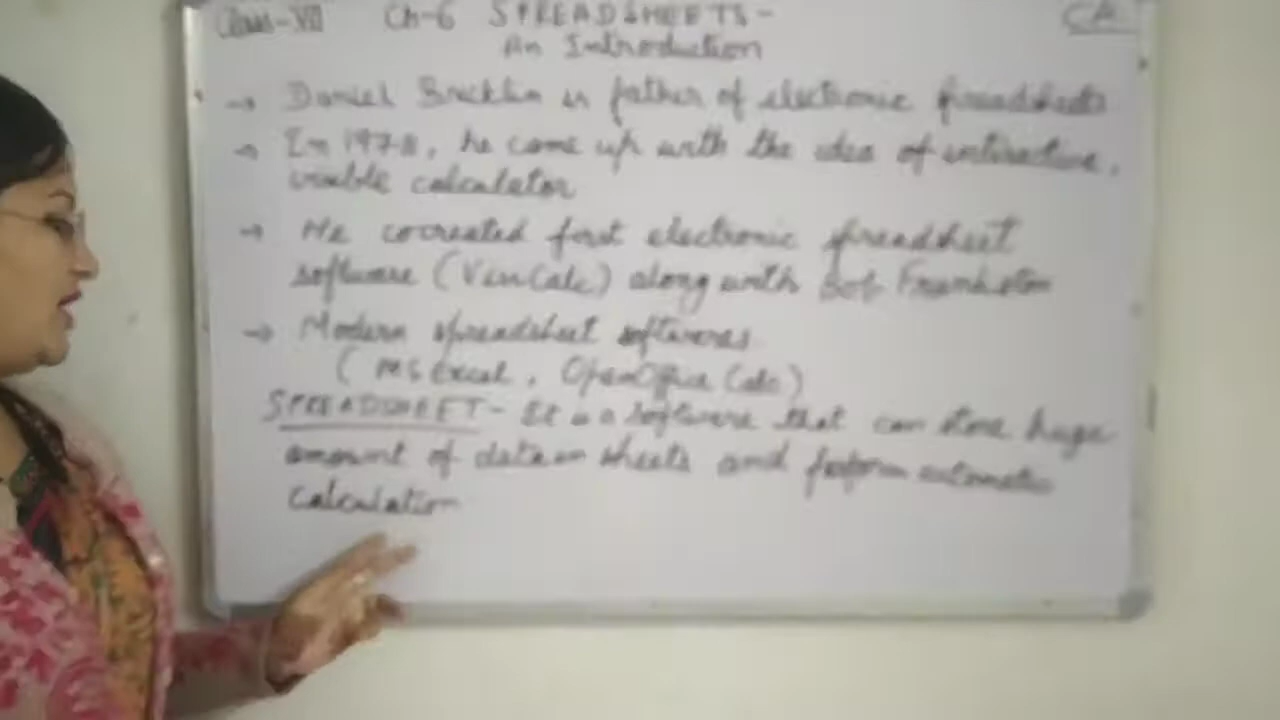 Class-VII Ch-6 SPREADSHEETS- CA
An Introduction
→ Daniel Bricklin is father of electronic spreadsheets
→ In 1978, he came up with the idea of interactive,
visible calculator
→ He cocreated first electronic spreadsheet
software (VisiCalc) along with Bob Frankston
→ Modern spreadsheet softwares
( MS Excel, OpenOffice Calc)
SPREADSHEET- It is a software that can store huge
amount of data in sheets and perform automatic
calculation